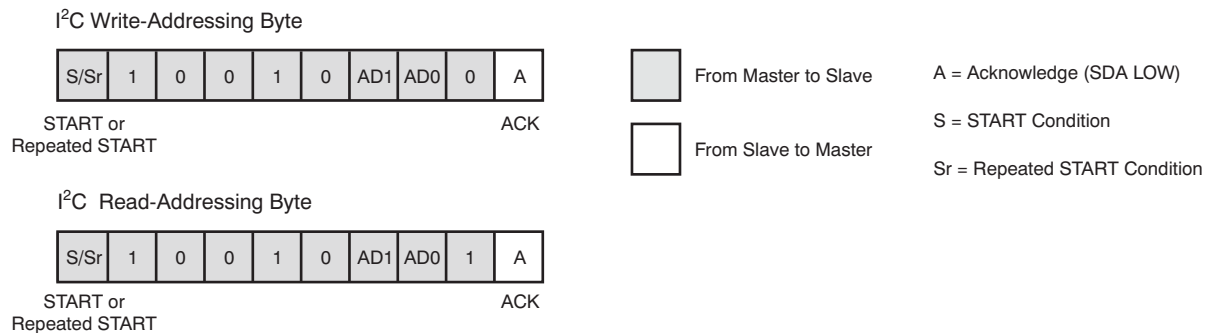 I²C Write-Addressing Byte
S/Sr 1 0 0 1 0 AD1 AD0 0 A
START or
Repeated START
ACK
From Master to Slave
From Slave to Master
A = Acknowledge (SDA LOW)
S = START Condition
Sr = Repeated START Condition
I²C Read-Addressing Byte
S/Sr 1 0 0 1 0 AD1 AD0 1 A
START or
Repeated START
ACK